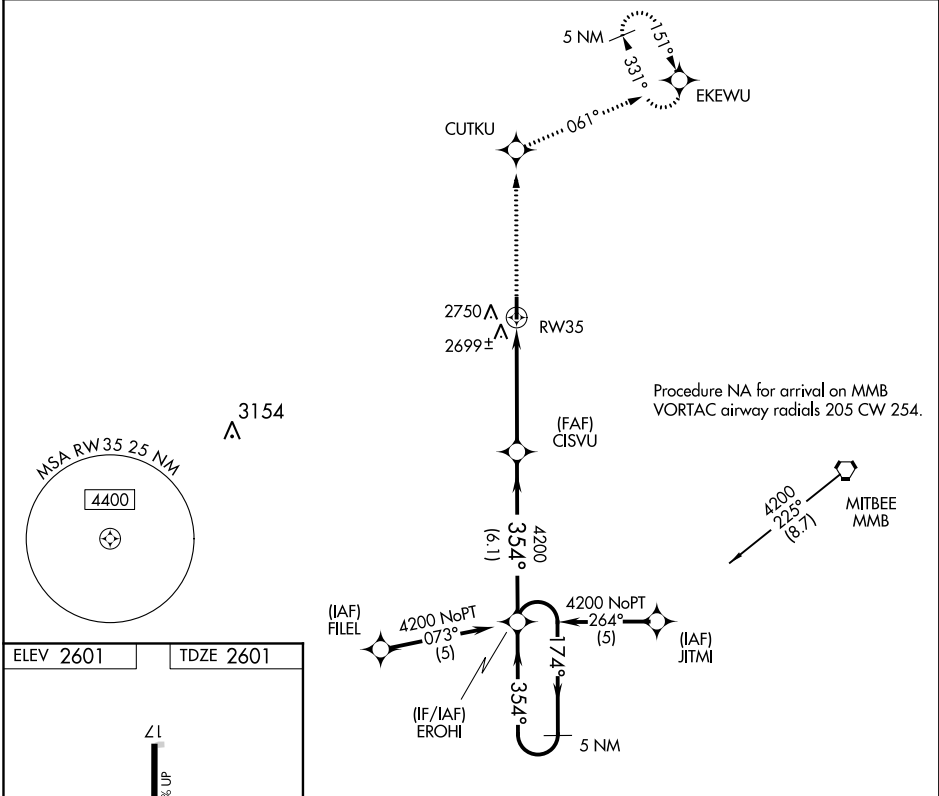 5 NM
151°
331°
EKEWU
CUTKU
061°
2750
RW35
2699±
Procedure NA for arrival on MMB
VORTAC airway radials 205 CW 254.
3154
(FAF)
CISVU
MSA RW35 25 NM
4400
MITBEE
MMB
4200
225°
(8.7)
4200
354°
(6.1)
(IAF)
FILEL
4200 NoPT
073°
(5)
4200 NoPT
264°
(5)
(IAF)
JITMI
174°
354°
(IF/IAF)
EROHI
5 NM
ELEV 2601
TDZE 2601
17
% UP